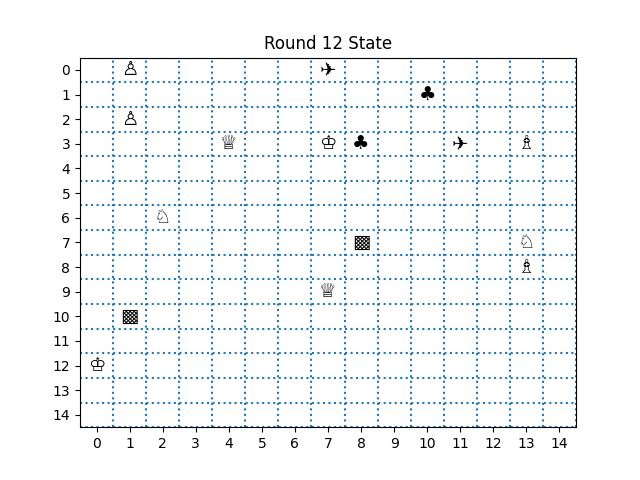 Round 12 State
0 ♙ ✈
1 ♣
2 ♙
3 ♕ ♔ ♣ ✈ ♗
4
5
6 ♘
7 ▩ ♘
8 ♗
9 ♕
10 ▩
11
12 ♔
13
14
0 1 2 3 4 5 6 7 8 9 10 11 12 13 14